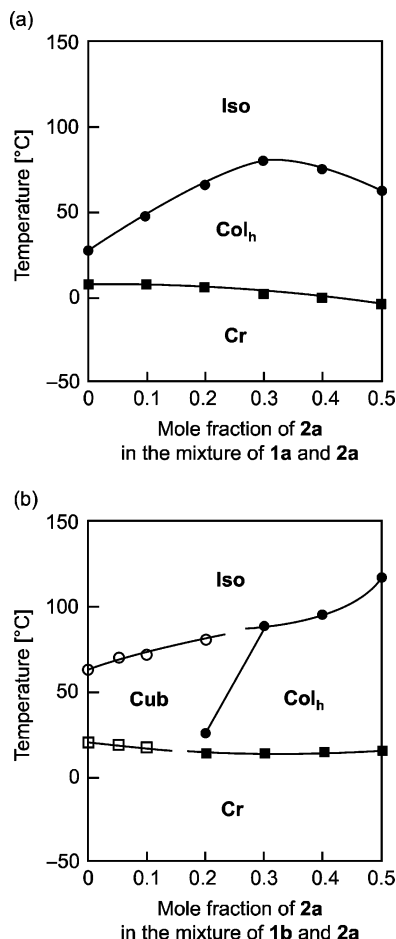 (a)
150
100
50
0
–50
Temperature [°C]
Iso
Colh
Cr
0 0.1 0.2 0.3 0.4 0.5
Mole fraction of 2a
in the mixture of 1a and 2a
(b)
150
100
50
0
–50
Temperature [°C]
Iso
Cub
Colh
Cr
0 0.1 0.2 0.3 0.4 0.5
Mole fraction of 2a
in the mixture of 1b and 2a